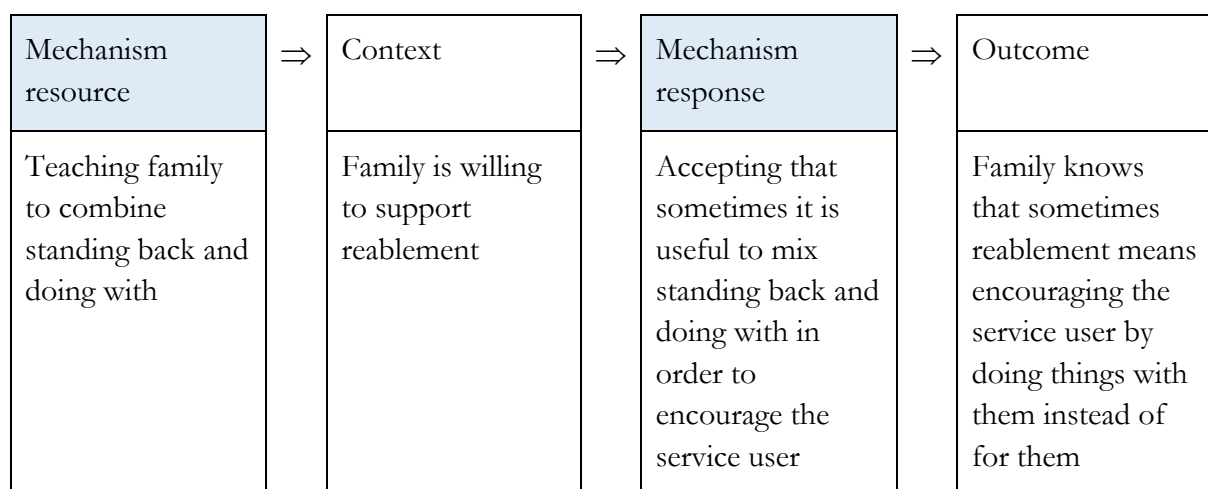 Mechanism
resource
⇒
Context
⇒
Mechanism
response
⇒
Outcome
Teaching family
to combine
standing back and
doing with
Family is willing
to support
reablement
Accepting that
sometimes it is
useful to mix
standing back and
doing with in
order to
encourage the
service user
Family knows
that sometimes
reablement means
encouraging the
service user by
doing things with
them instead of
for them